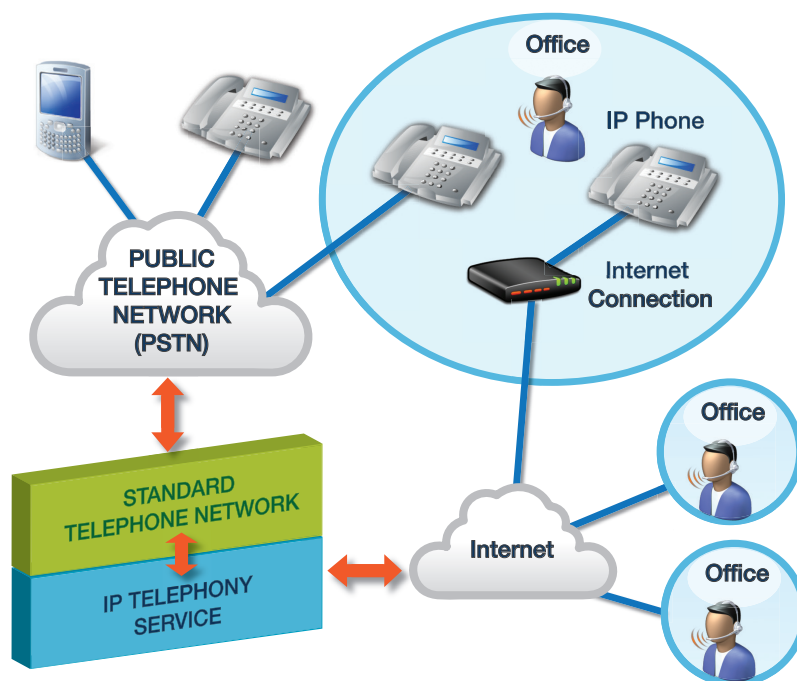 Office
IP Phone
PUBLIC
TELEPHONE
NETWORK
(PSTN)
Internet
Connection
Office
STANDARD
TELEPHONE NETWORK
Internet
IP TELEPHONY
SERVICE
Office